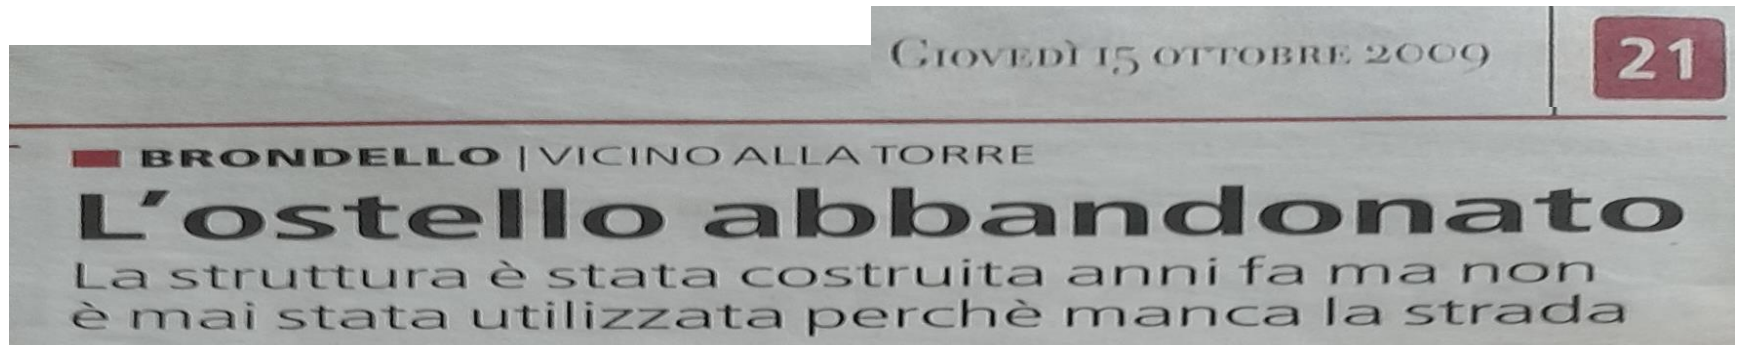 Giovedì 15 ottobre 2009 21
BRONDELLO | VICINO ALLA TORRE
L'ostello abbandonato
La struttura è stata costruita anni fa ma non
è mai stata utilizzata perchè manca la strada